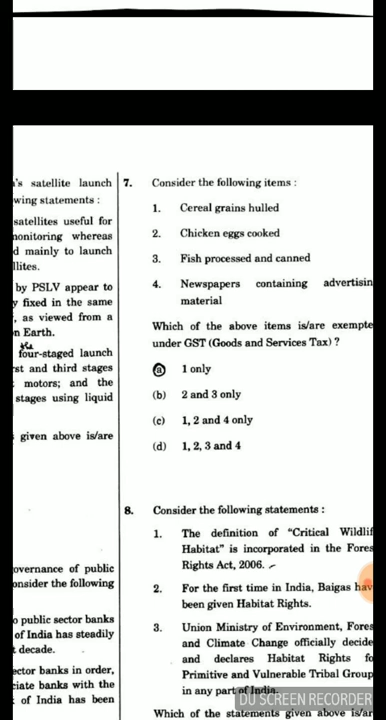 's satellite launch
wing statements :
satellites useful for
monitoring whereas
d mainly to launch
llites.
by PSLV appear to
y fixed in the same
, as viewed from a
n Earth.
four-staged launch
rst and third stages
motors; and the
stages using liquid
given above is/are
overnance of public
onsider the following
o public sector banks
of India has steadily
t decade.
ector banks in order,
ciate banks with the
of India has been
7. Consider the following items :
1. Cereal grains hulled
2. Chicken eggs cooked
3. Fish processed and canned
4. Newspapers containing advertisin
material
Which of the above items is/are exempte
under GST (Goods and Services Tax) ?
(a) 1 only
(b) 2 and 3 only
(c) 1, 2 and 4 only
(d) 1, 2, 3 and 4
8. Consider the following statements :
1. The definition of "Critical Wildlif
Habitat" is incorporated in the Fores
Rights Act, 2006.
2. For the first time in India, Baigas hav
been given Habitat Rights.
3. Union Ministry of Environment, Fores
and Climate Change officially decide
and declares Habitat Rights fo
Primitive and Vulnerable Tribal Group
in any part of India.
Which of the statements given above is/ar
DU SCREEN RECORDER